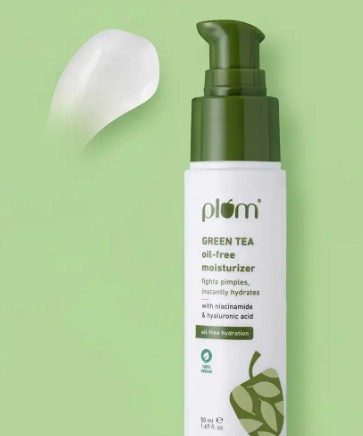 plum
GREEN TEA
oil-free
moisturizer
fights pimples,
instantly hydrates
with niacinamide
& hyaluronic acid
oil-free hydration
100%
VEGAN
50 ml ℮
1.69 fl. oz.